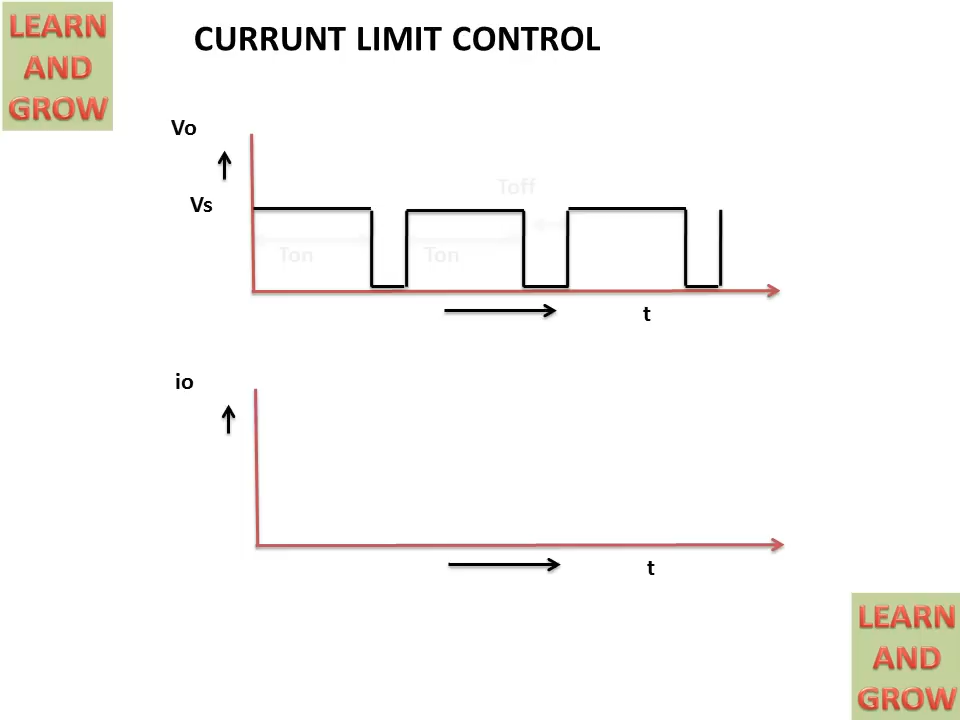 LEARN
AND
GROW
CURRUNT LIMIT CONTROL
Vo
Toff
Vs
Ton
Ton
t
io
t
LEARN
AND
GROW